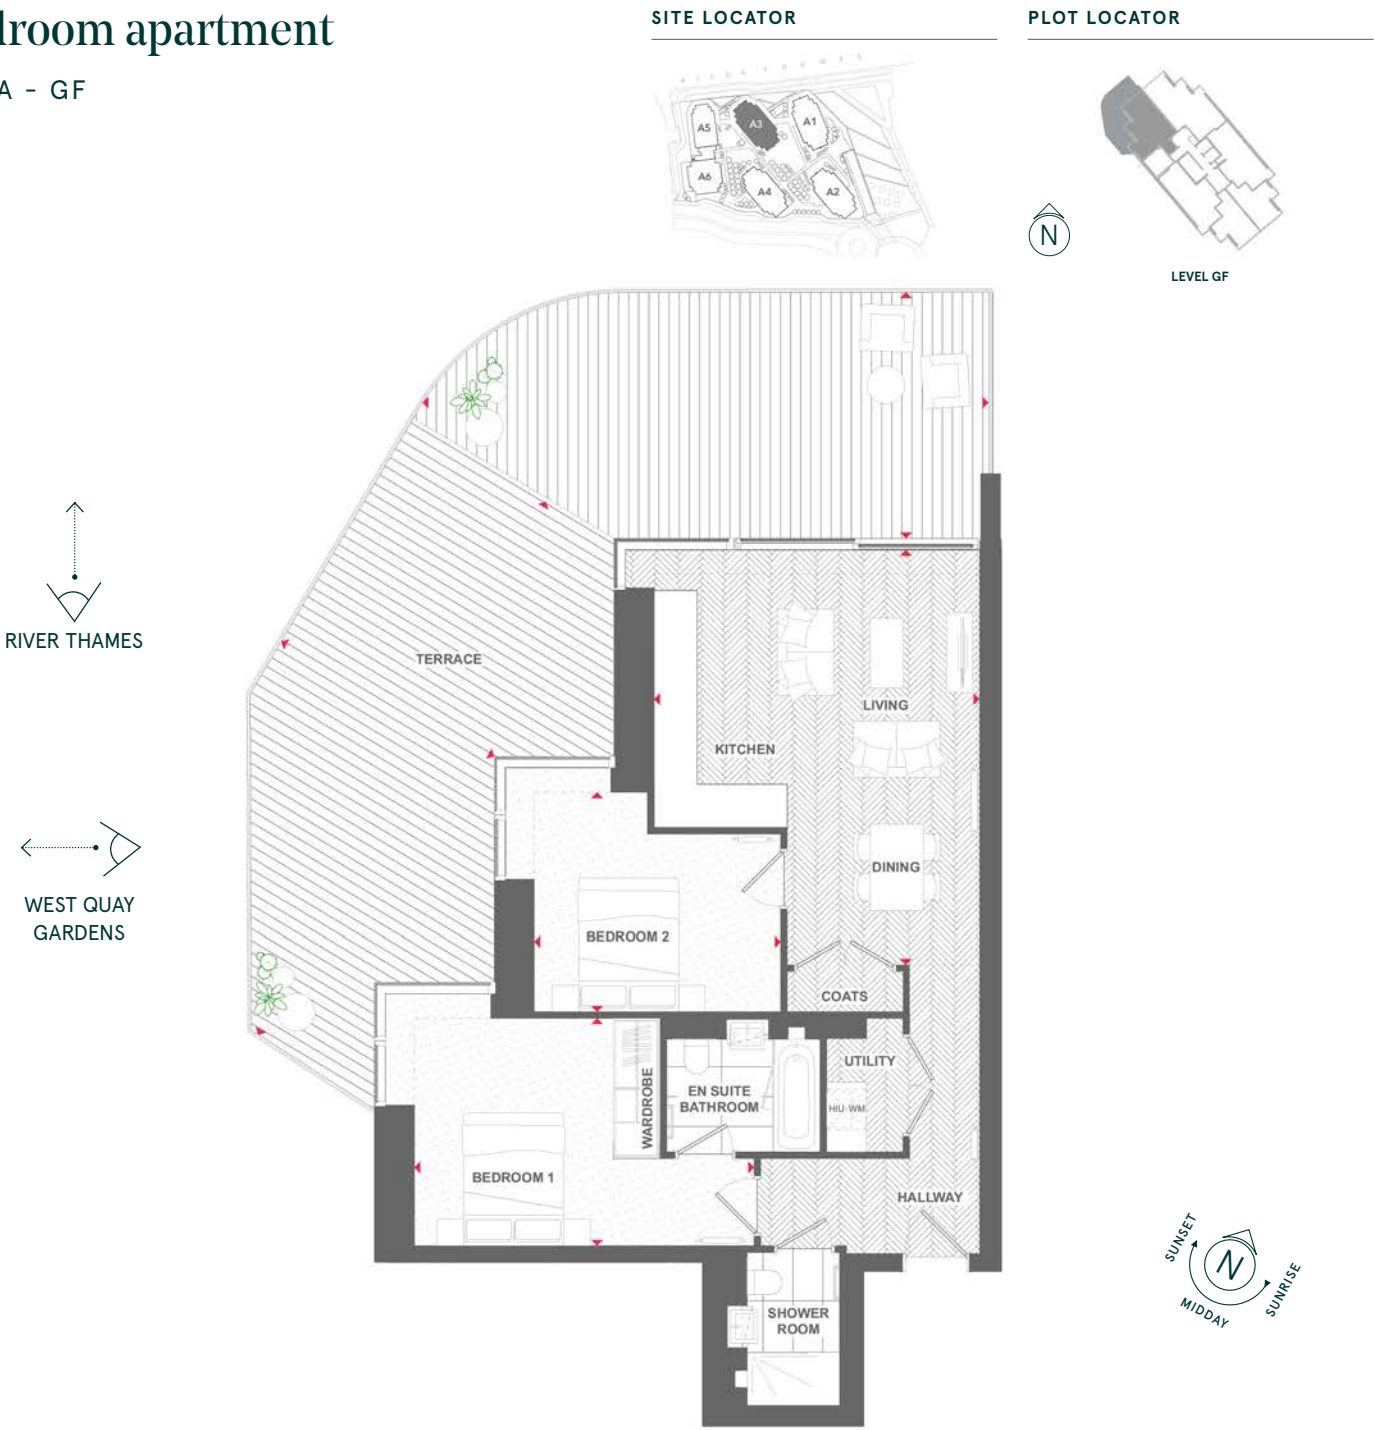 droom apartment
A - GF
SITE LOCATOR
PLOT LOCATOR
A5
A3
A1
A6
A4
A2
N
LEVEL GF
RIVER THAMES
TERRACE
LIVING
KITCHEN
DINING
WEST QUAY
GARDENS
BEDROOM 2
COATS
UTILITY
WARDROBE
EN SUITE
BATHROOM
HIU WM
BEDROOM 1
HALLWAY
SUNSET
N
SUNRISE
MIDDAY
SHOWER
ROOM